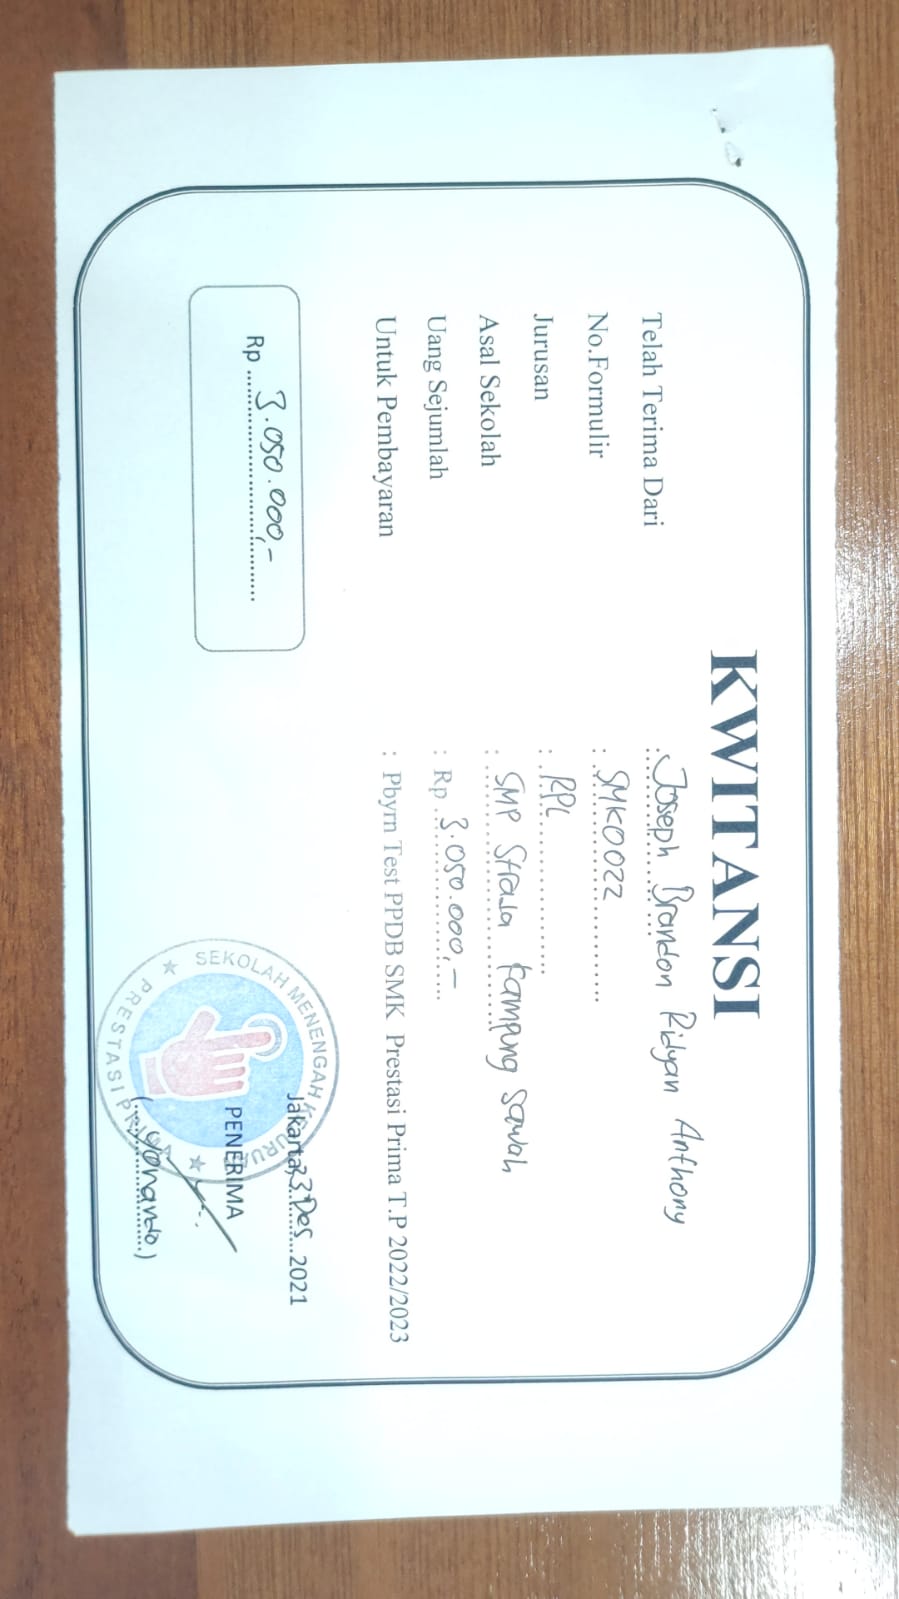 KWITANSI
Telah Terima Dari : Joseph Brandon Ridyan Anthony
No.Formulir : SMK0022
Jurusan : RPL
Asal Sekolah : SMP Strada Kampung Sawah
Uang Sejumlah : Rp 3.050.000,-
Untuk Pembayaran : Pbyrn Test PPDB SMK Prestasi Prima T.P 2022/2023
Rp 3.050.000,-
Jakarta, 23 Des 2021
PENERIMA
(Yonando.)
SEKOLAH MENENGAH KEJURUAN
PRESTASI PRIMA